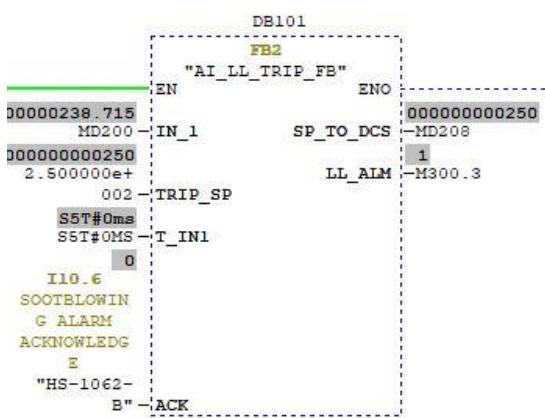 DB101
FB2
"AI_LL_TRIP_FB"
EN ENO
00000238.715 000000000250
MD200 IN_1 SP_TO_DCS MD208
000000000250 1
2.500000e+ LL_ALM M300.3
002 TRIP_SP
S5T#0ms
S5T#0MS T_IN1
0
I10.6
SOOTBLOWIN
G ALARM
ACKNOWLEDG
E
"HS-1062-
B" ACK